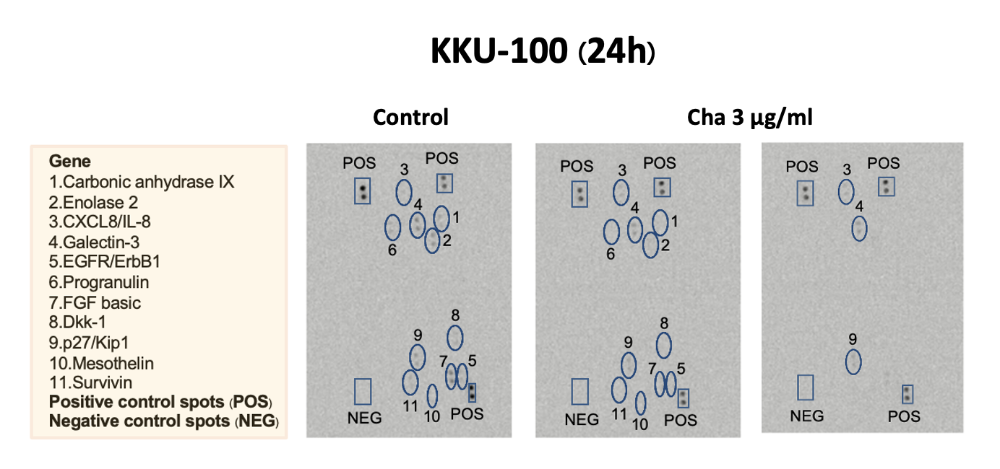 KKU-100 (24h)
Control
Cha 3 µg/ml
Gene
1.Carbonic anhydrase IX
2.Enolase 2
3.CXCL8/IL-8
4.Galectin-3
5.EGFR/ErbB1
6.Progranulin
7.FGF basic
8.Dkk-1
9.p27/Kip1
10.Mesothelin
11.Survivin
Positive control spots (POS)
Negative control spots (NEG)
POS
POS
3
4
1
6
2
8
9
7
5
11
10
NEG
POS
POS
POS
3
4
1
6
2
8
9
7
5
11
10
NEG
POS
POS
POS
3
4
9
NEG
POS